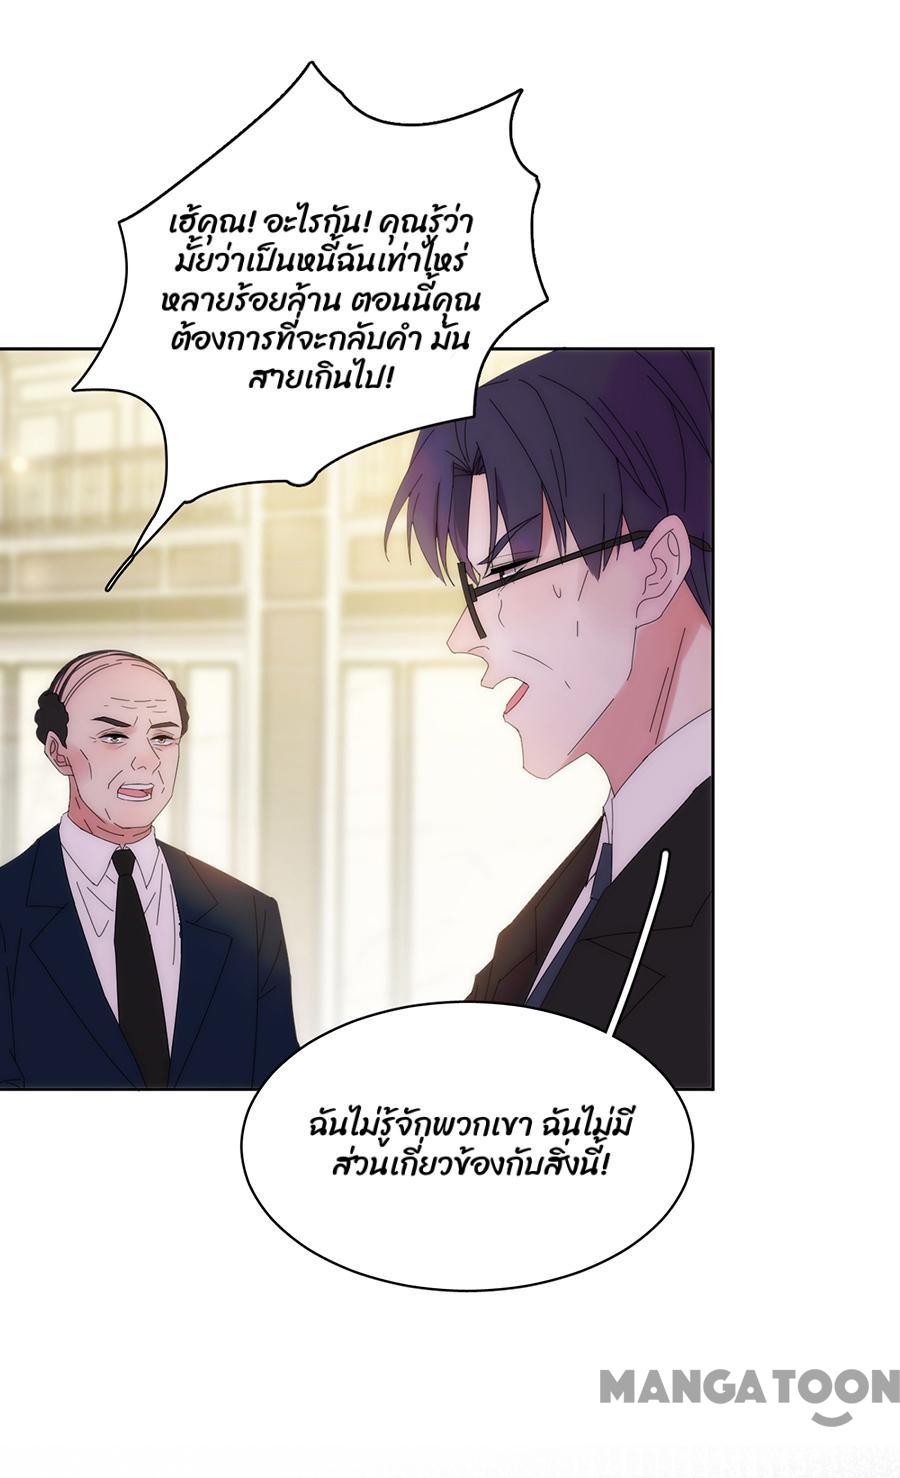 เฮ้คุณ! อะไรกัน! คุณรู้ว่า
มั้ยว่าเป็นหนี้ฉันเท่าไหร่
หลายร้อยล้าน ตอนนี้คุณ
ต้องการที่จะกลับคำ มัน
สายเกินไป!
ฉันไม่รู้จักพวกเขา ฉันไม่มี
ส่วนเกี่ยวข้องกับสิ่งนี้!
MANGATOON